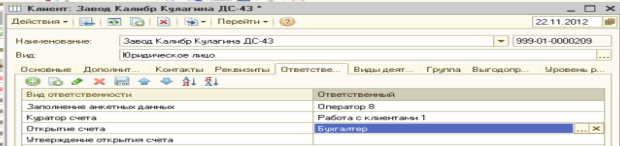 Клиент: Завод Калибр Кулагина ДС-43 *
Действия Перейти
22.11.2012
Наименование: Завод Калибр Кулагина ДС-43 999-01-0000209
Вид: Юридическое лицо ...
Основные Дополнит... Контакты Реквизиты Ответстве... Виды деят... Группа Выгодопр... Уровень р...
Вид ответственности Ответственный
Заполнение анкетных данных Оператор 8
Куратор счета Работа с клиентами 1
Открытие счета Бухгалтер ...
Утверждение открытия счета